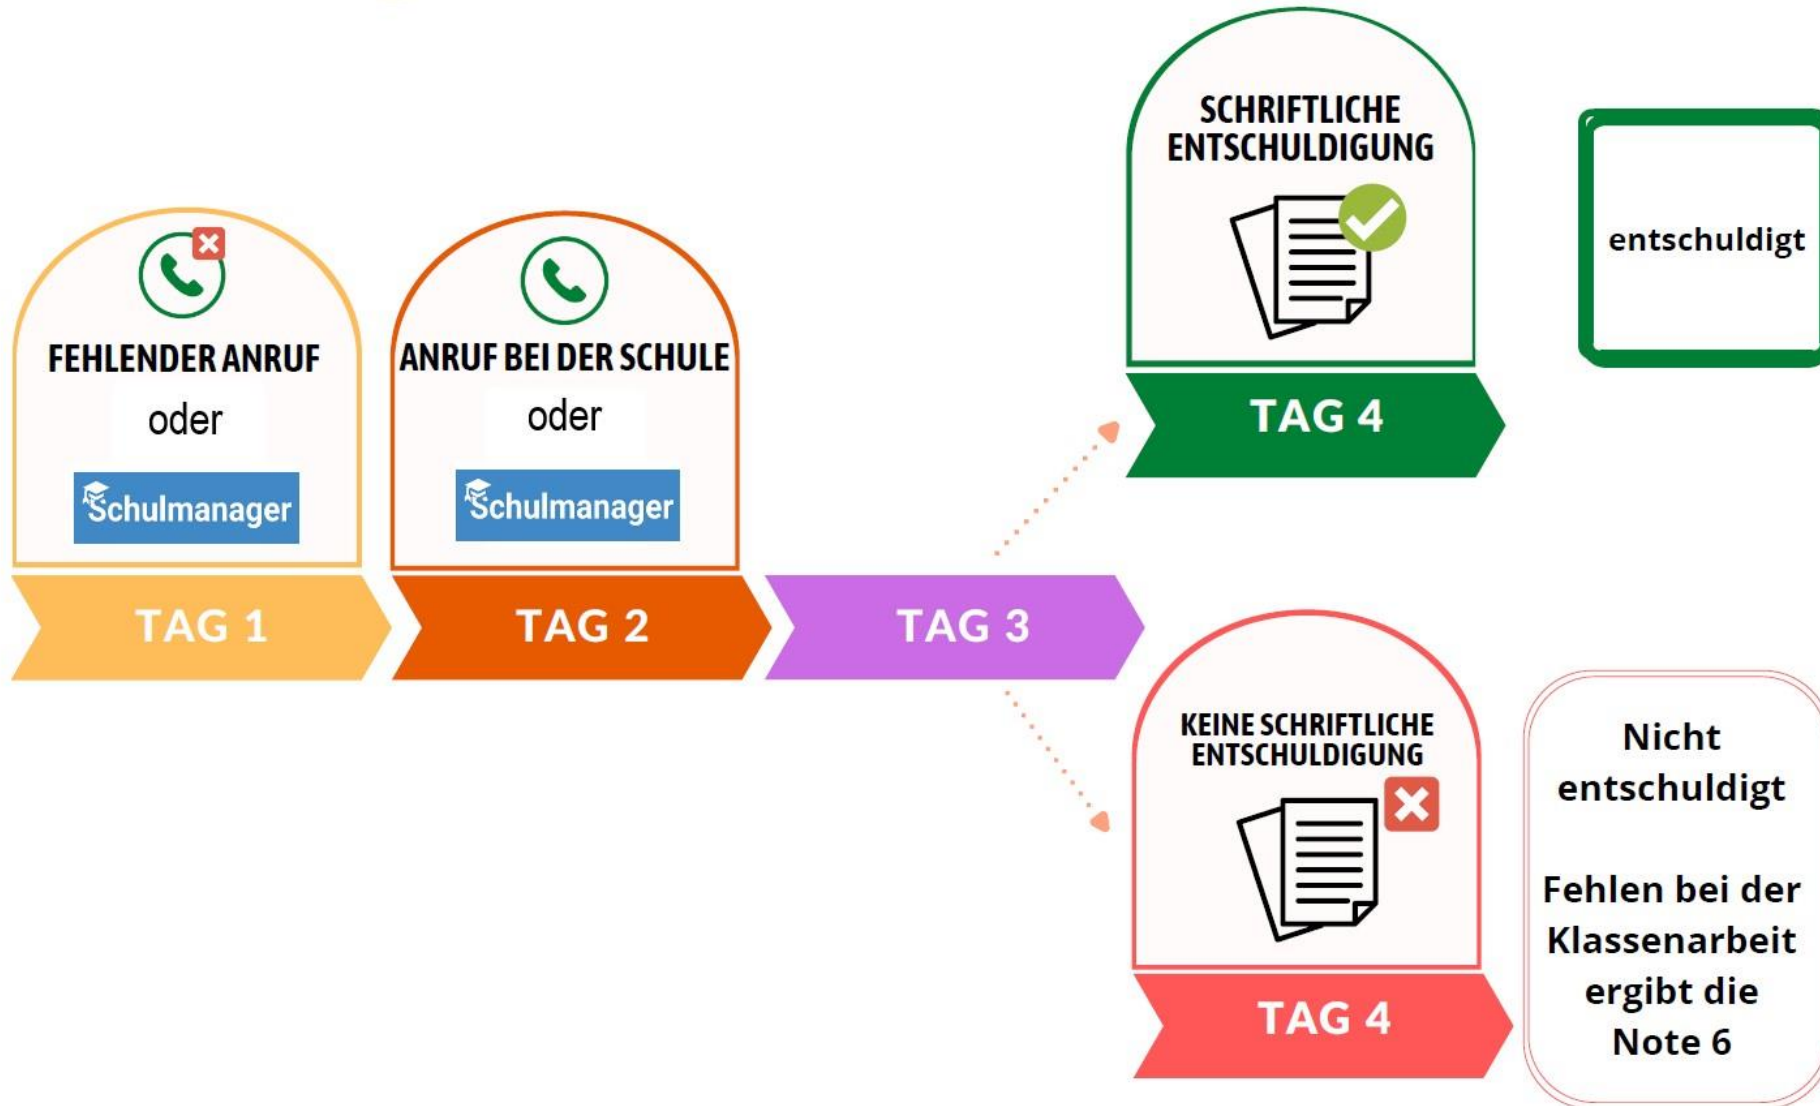 FEHLENDER ANRUF
oder
Schulmanager
TAG 1
ANRUF BEI DER SCHULE
oder
Schulmanager
TAG 2
TAG 3
SCHRIFTLICHE
ENTSCHULDIGUNG
TAG 4
entschuldigt
KEINE SCHRIFTLICHE
ENTSCHULDIGUNG
TAG 4
Nicht
entschuldigt
Fehlen bei der
Klassenarbeit
ergibt die
Note 6